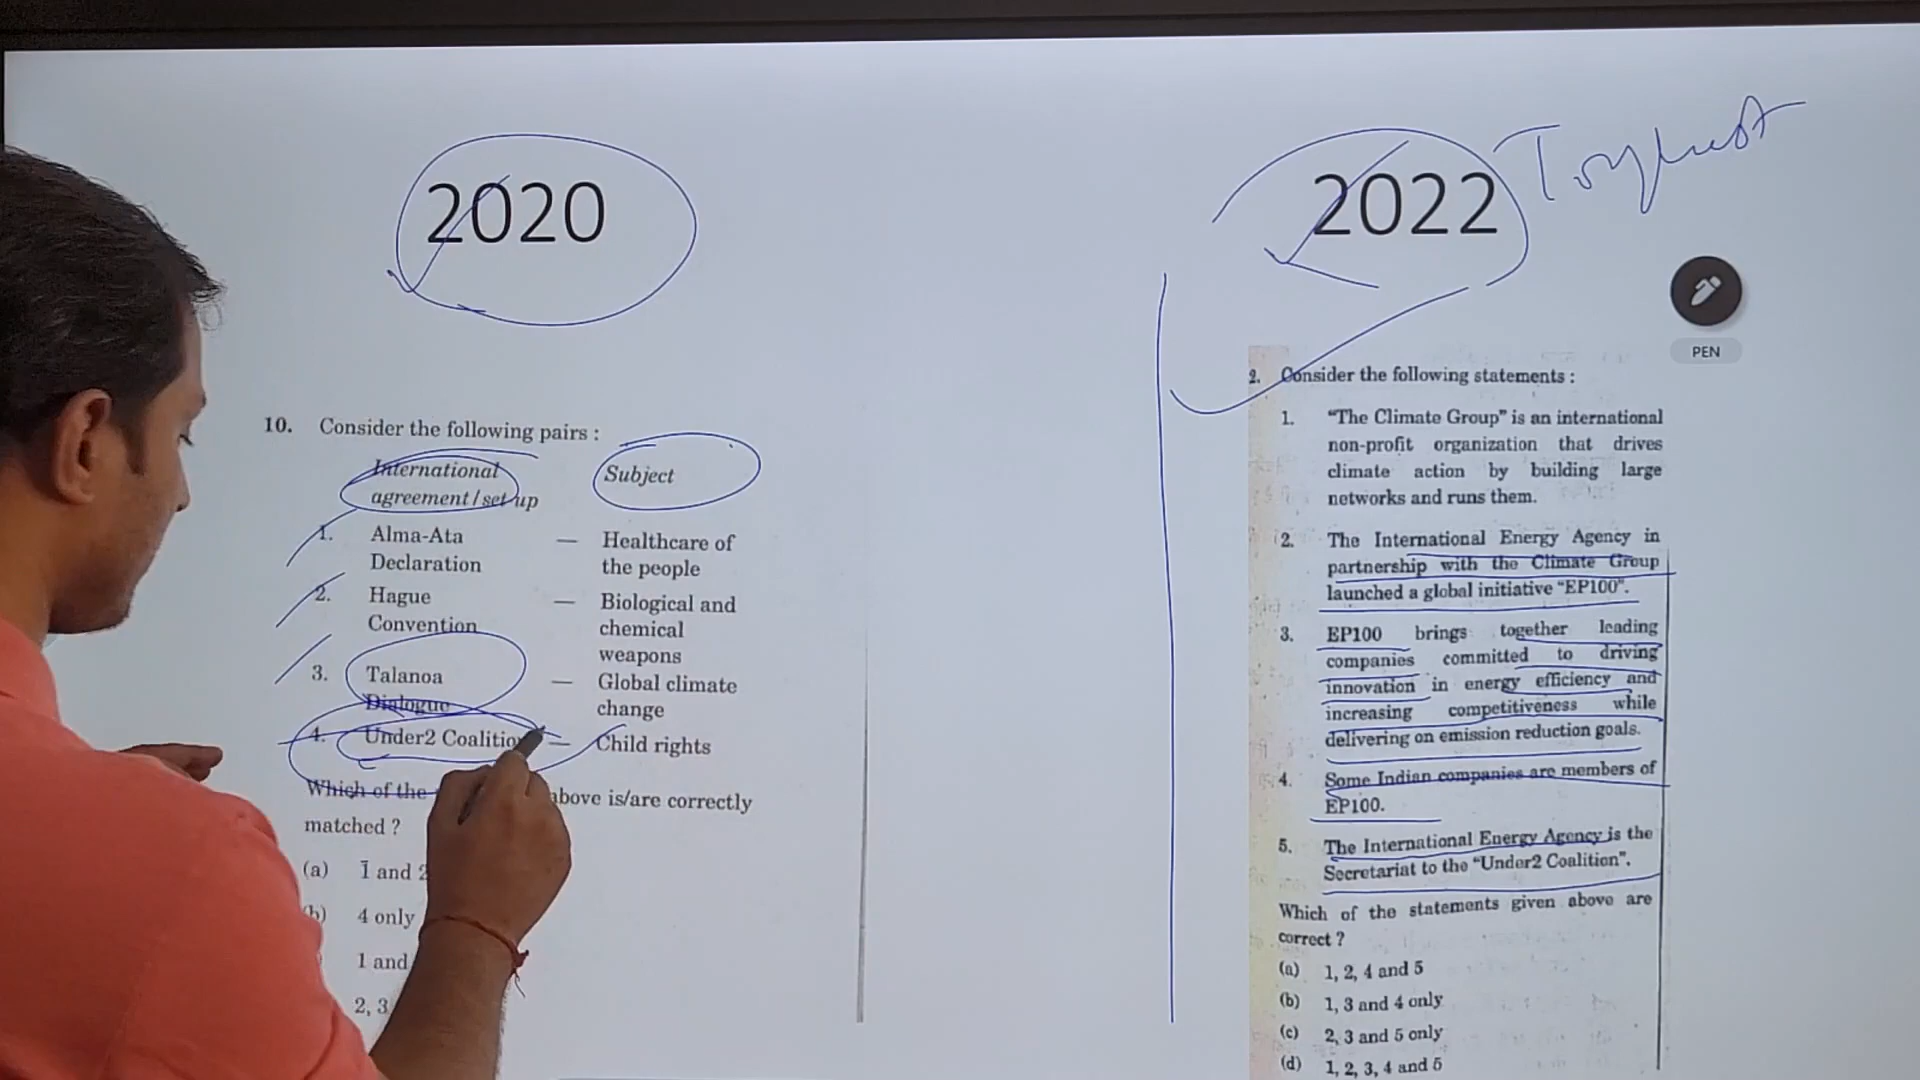 2020
10. Consider the following pairs :
International
agreement / set-up
Subject
1. Alma-Ata — Healthcare of
Declaration the people
2. Hague — Biological and
Convention chemical
weapons
3. Talanoa — Global climate
Dialogue change
4. Under2 Coalition — Child rights
Which of the above is/are correctly
matched ?
(a) 1 and 2
(b) 4 only
1 and
2, 3
2022
Toughest
PEN
2. Consider the following statements :
1. "The Climate Group" is an international
non-profit organization that drives
climate action by building large
networks and runs them.
2. The International Energy Agency in
partnership with the Climate Group
launched a global initiative "EP100".
3. EP100 brings together leading
companies committed to driving
innovation in energy efficiency and
increasing competitiveness while
delivering on emission reduction goals.
4. Some Indian companies are members of
EP100.
5. The International Energy Agency is the
Secretariat to the "Under2 Coalition".
Which of the statements given above are
correct ?
(a) 1, 2, 4 and 5
(b) 1, 3 and 4 only
(c) 2, 3 and 5 only
(d) 1, 2, 3, 4 and 5